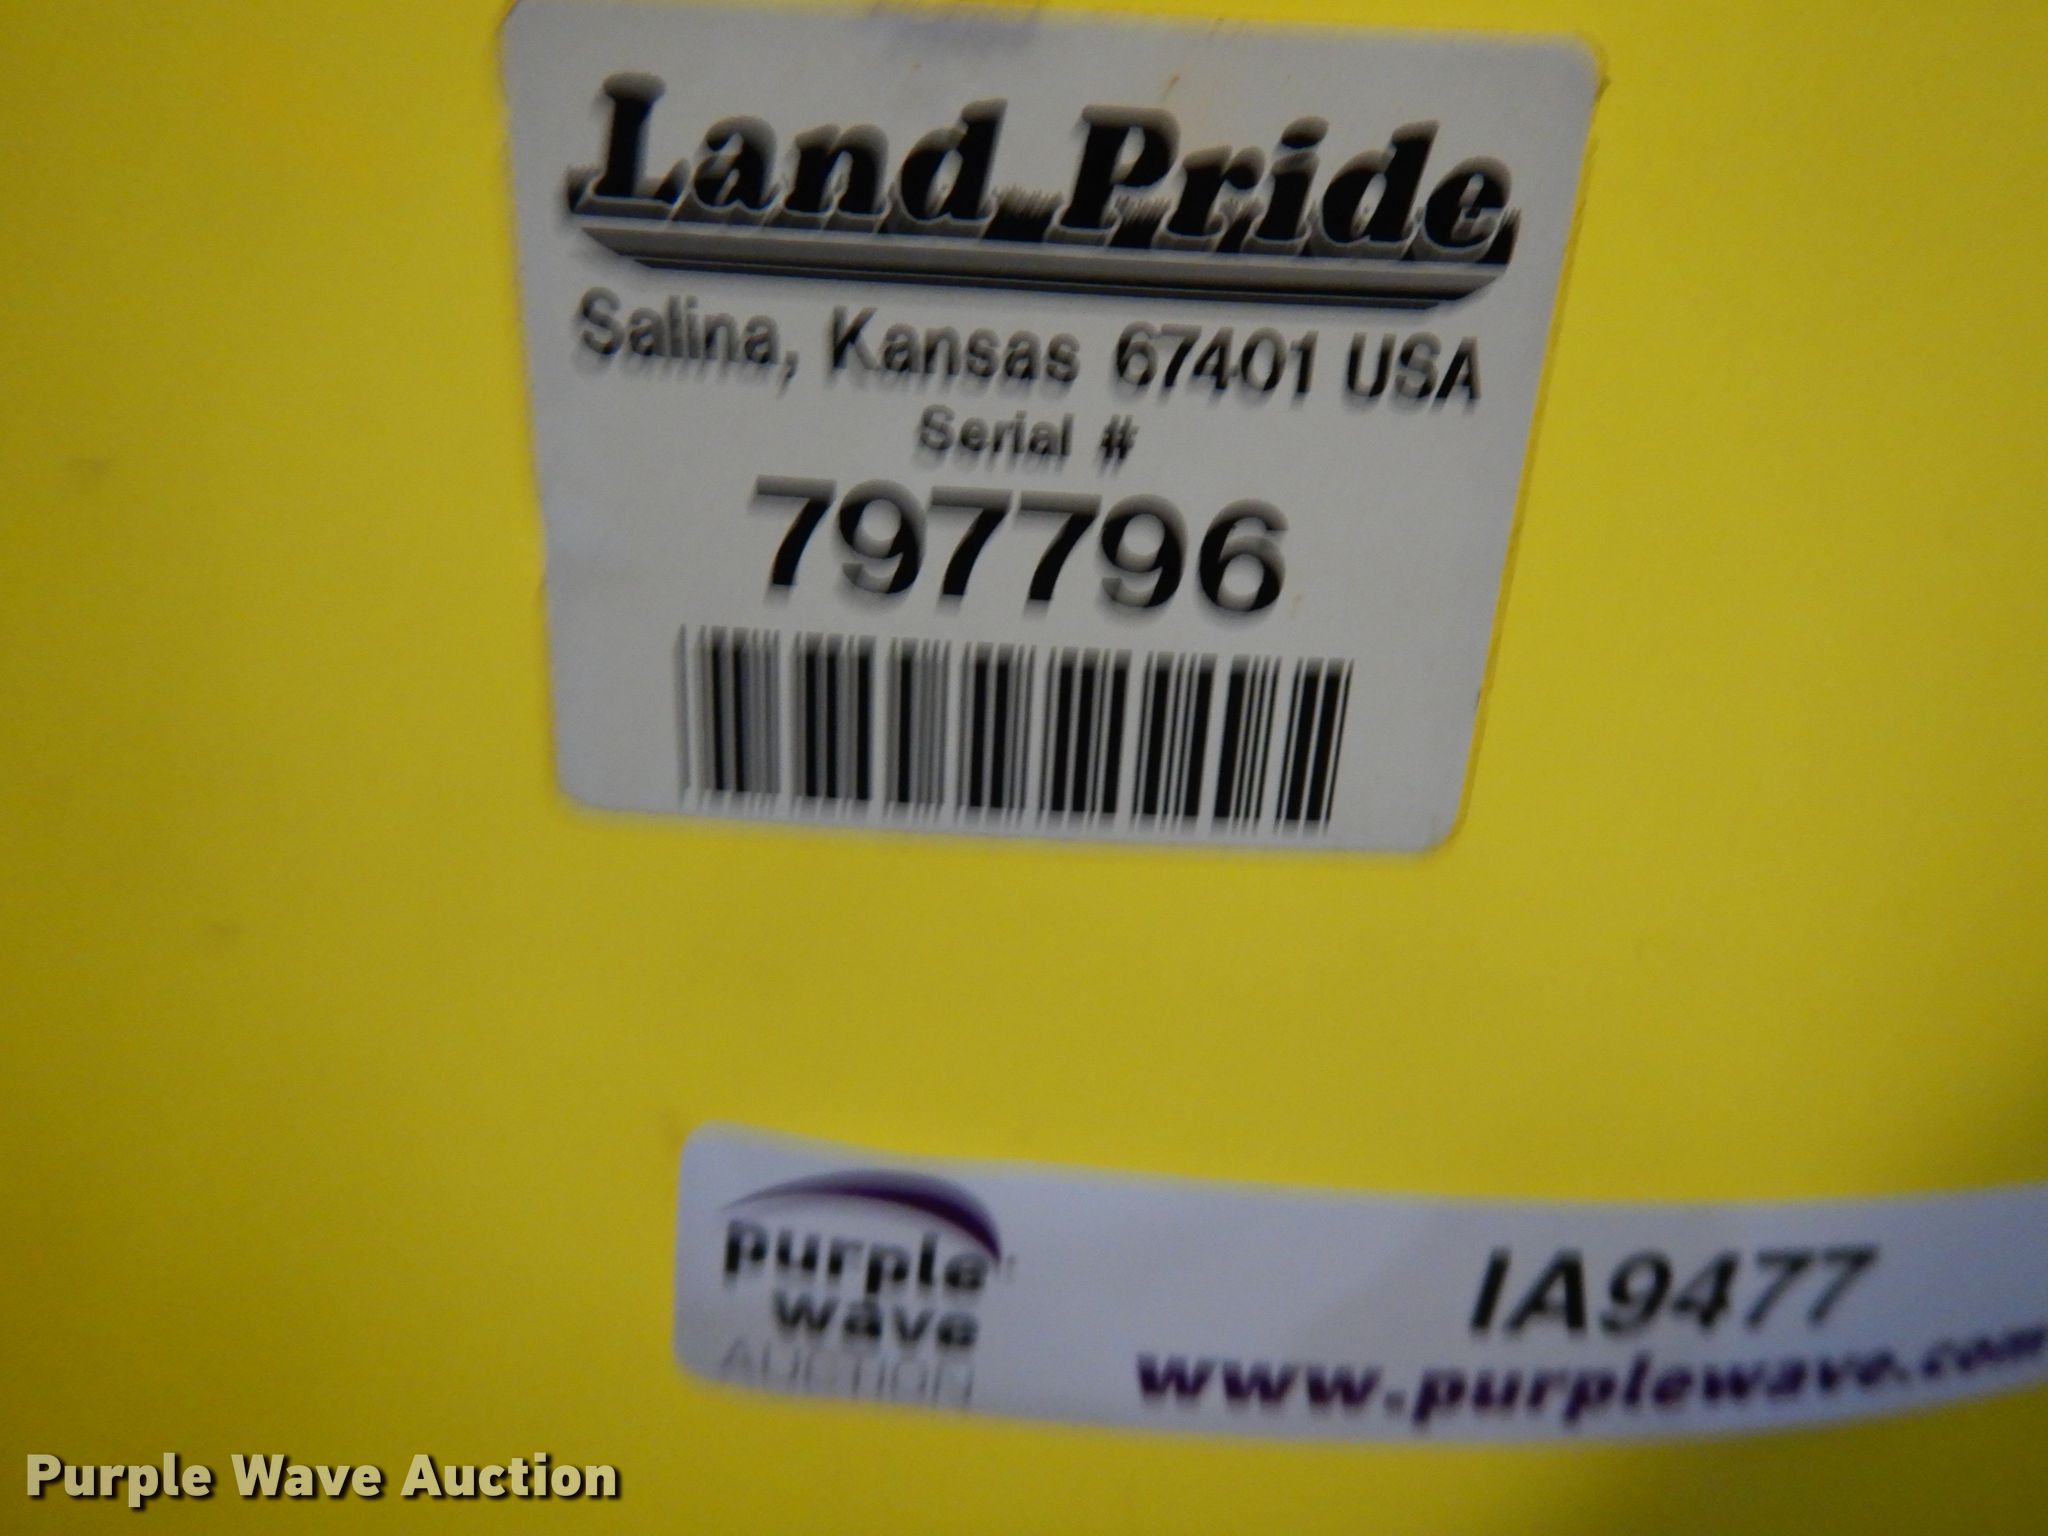 Land Pride
Salina, Kansas 67401 USA
Serial #
797796
purple
wave
AUCTION
IA9477
www.purplewave.com
Purple Wave Auction